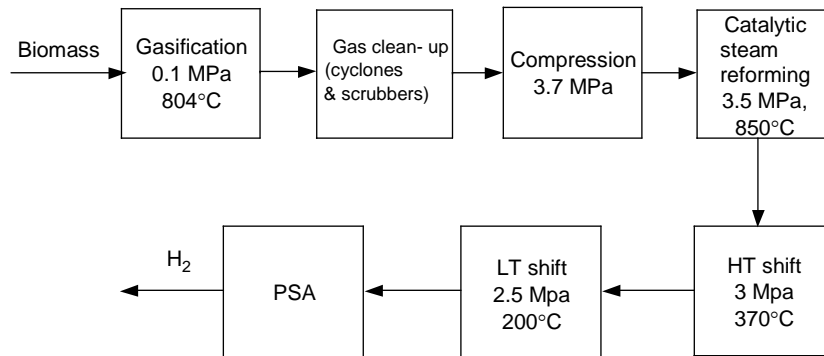 Biomass
Gasification
0.1 MPa
804°C
Gas clean- up
(cyclones
& scrubbers)
Compression
3.7 MPa
Catalytic
steam
reforming
3.5 MPa,
850°C
H2
PSA
LT shift
2.5 Mpa
200°C
HT shift
3 Mpa
370°C